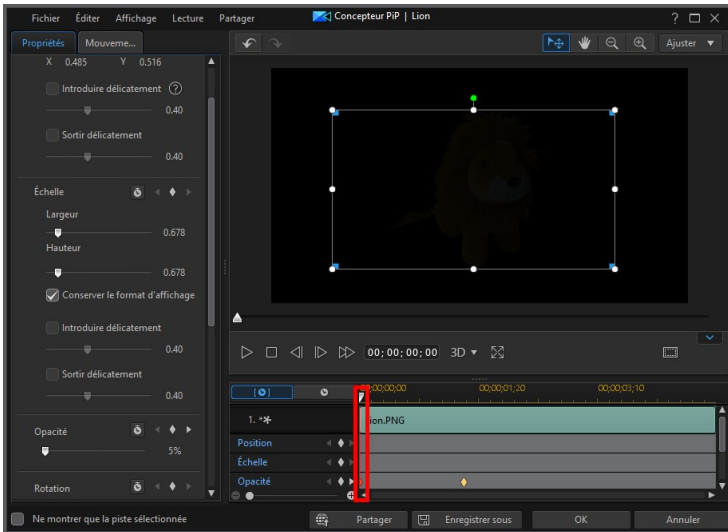 Fichier Éditer Affichage Lecture Partager Concepteur PiP | Lion
Propriétés Mouveme... Ajuster
X 0.485 Y 0.516
Introduire délicatement ?
0.40
Sortir délicatement
0.40
Échelle
Largeur
0.678
Hauteur
0.678
Conserver le format d'affichage
Introduire délicatement
0.40
Sortir délicatement
0.40
Opacité
5%
Rotation
00;00;00;00 3D
00;00;00;00 00;00;01;20 00;00;03;10
1. ion.PNG
Position
Échelle
Opacité
Ne montrer que la piste sélectionnée Partager Enregistrer sous OK Annuler